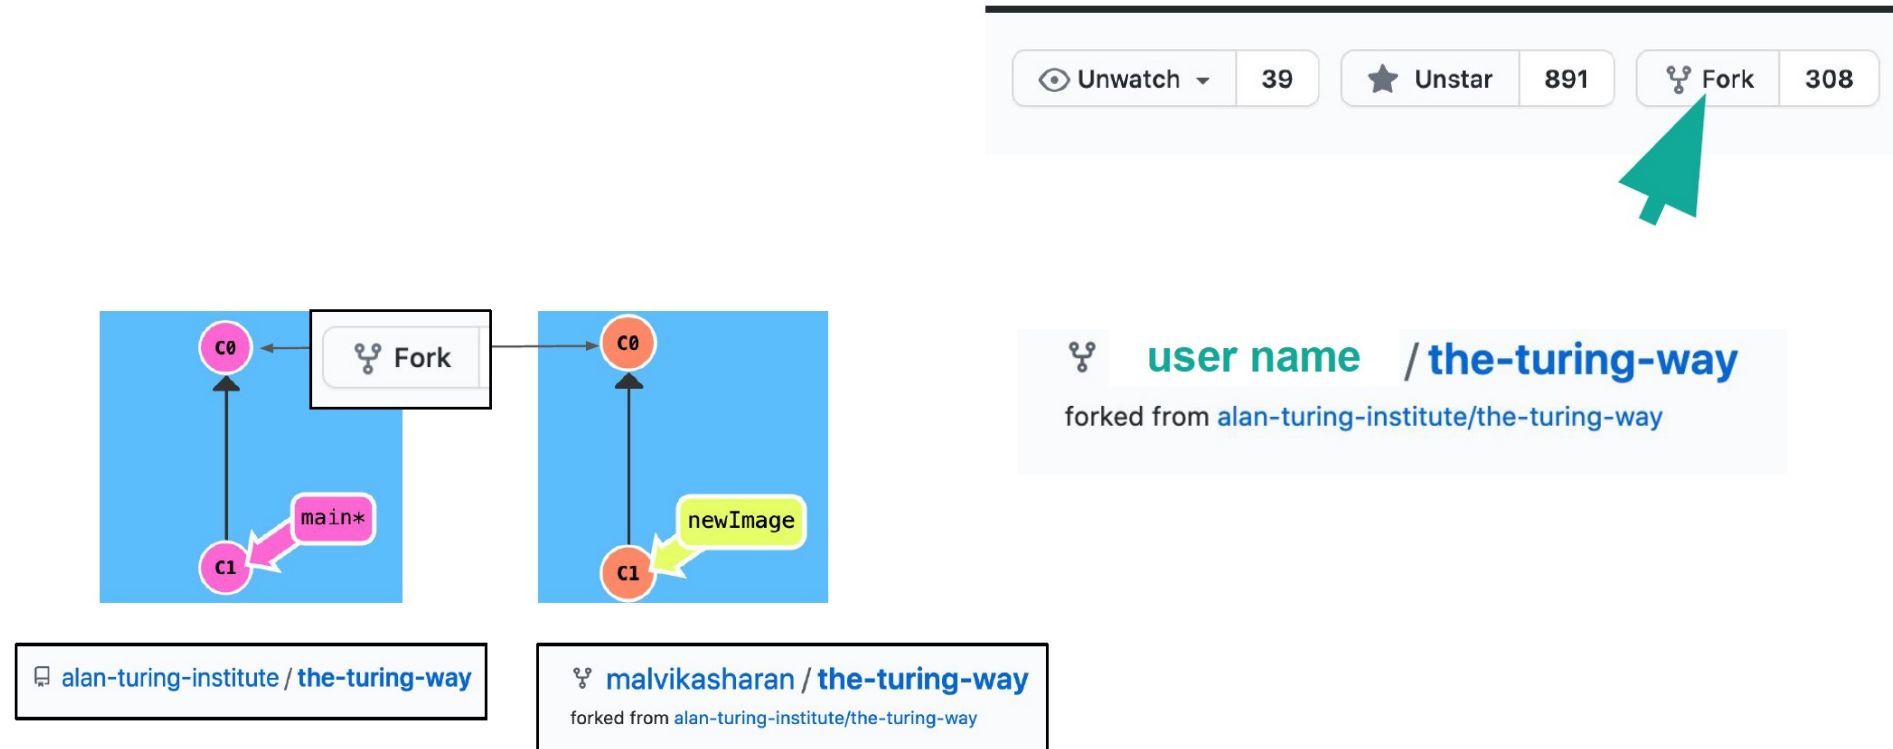 Unwatch 39 Unstar 891 Fork 308
C0 Fork C0
user name / the-turing-way
forked from alan-turing-institute/the-turing-way
main*
newImage
C1 C1
alan-turing-institute / the-turing-way
malvikasharan / the-turing-way
forked from alan-turing-institute/the-turing-way